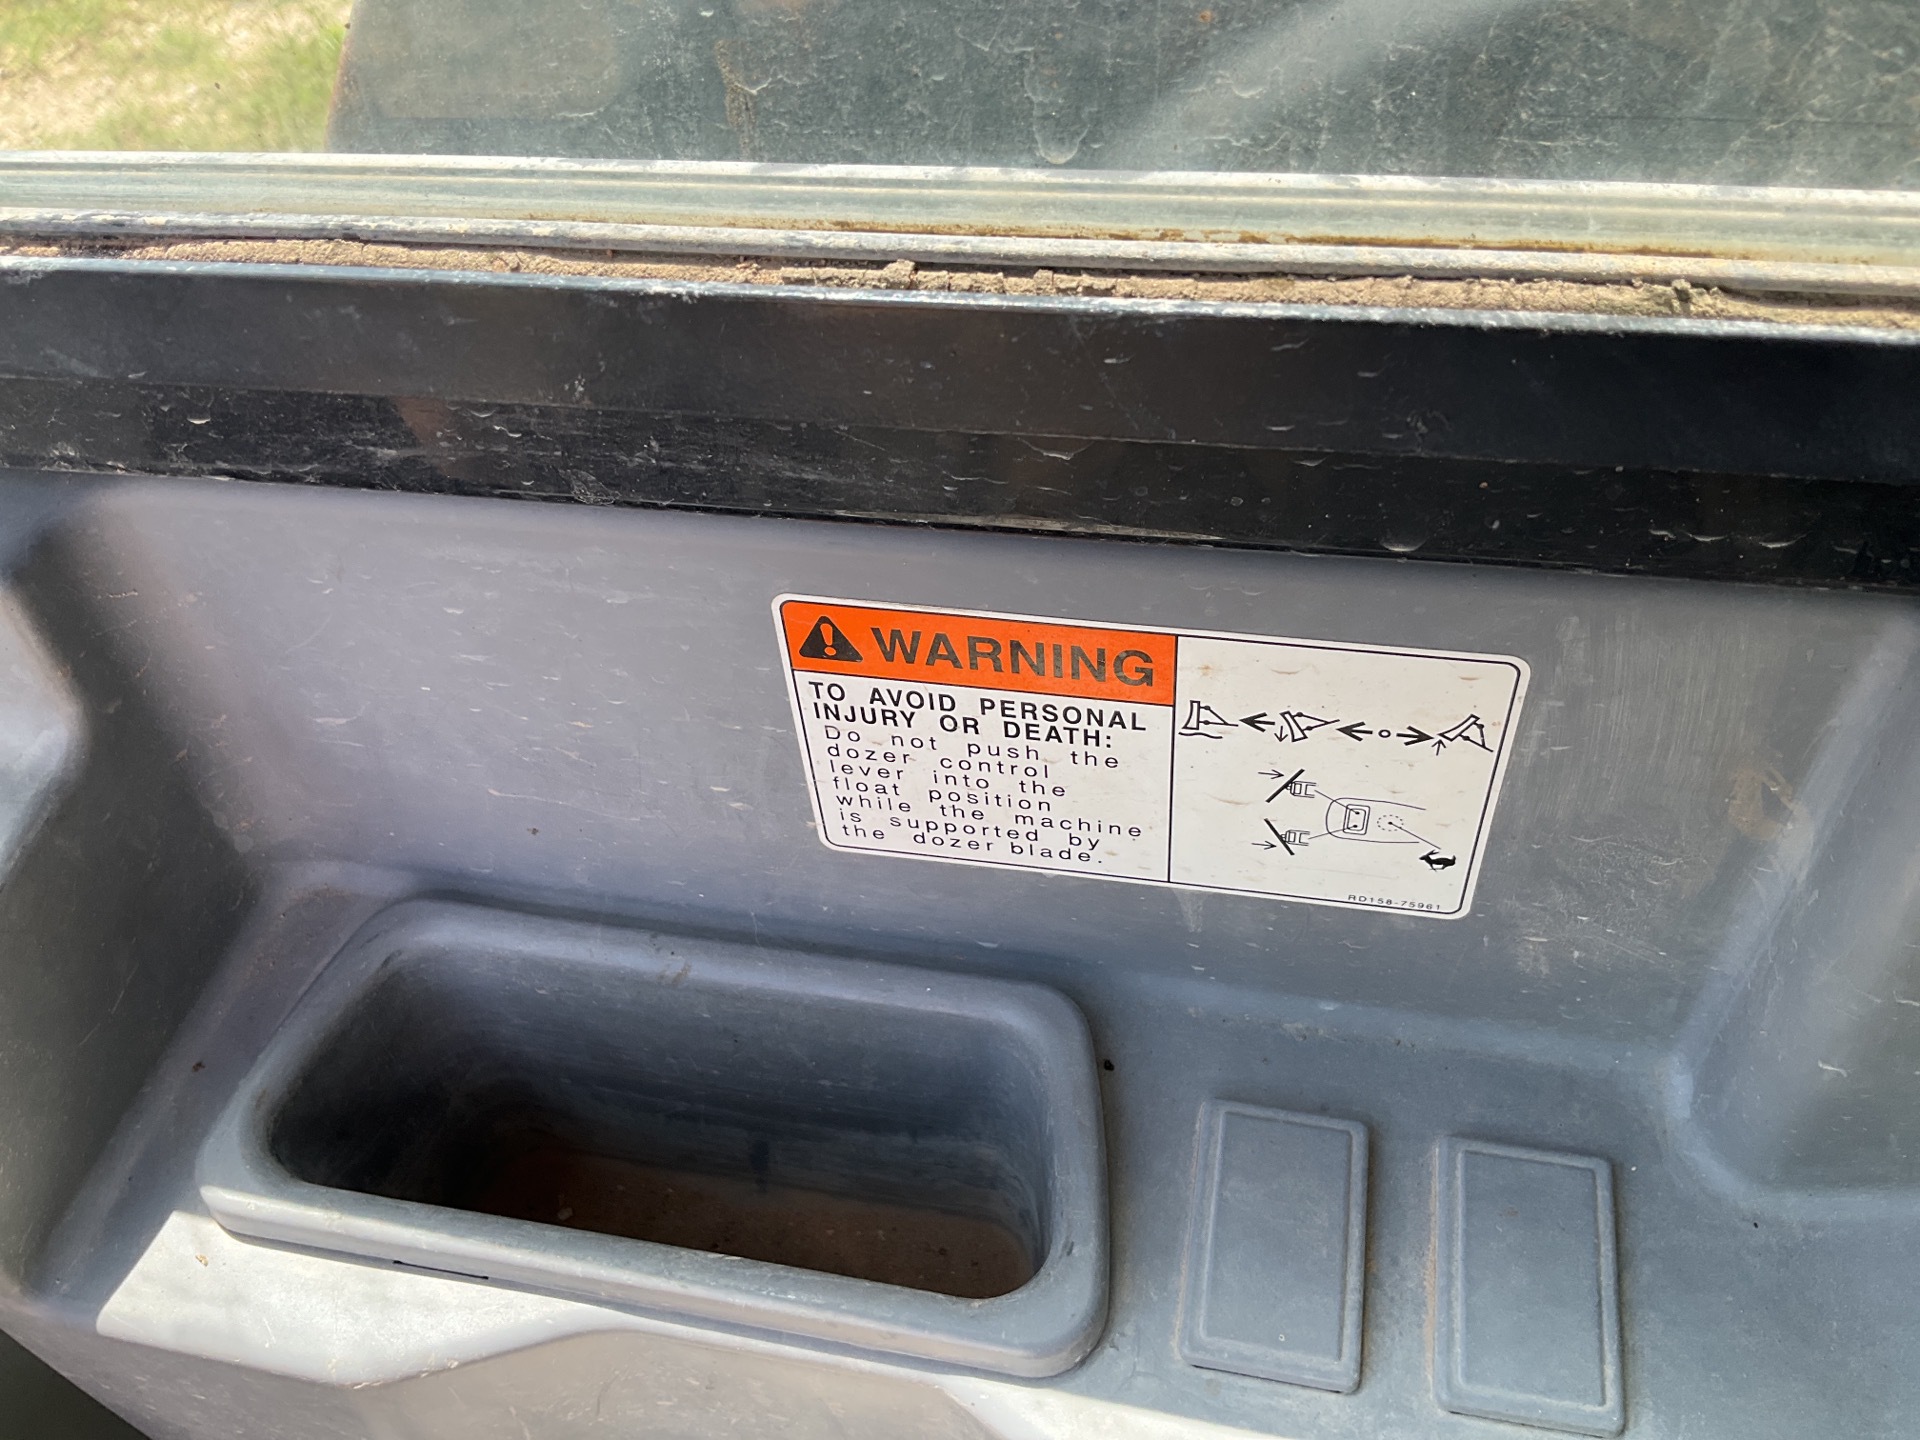 WARNING
TO AVOID PERSONAL
INJURY OR DEATH:
Do not push the
dozer control
lever into the
float position
while the machine
is supported by
the dozer blade.
RD158-75961